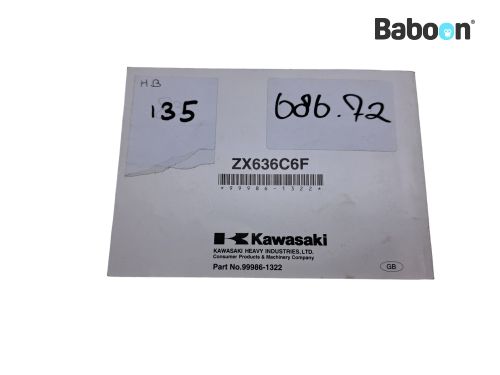 Baboon
H.B
135
686.72
ZX636C6F
*99986-1322*
Kawasaki
KAWASAKI HEAVY INDUSTRIES, LTD.
Consumer Products & Machinery Company
Part No.99986-1322
GB